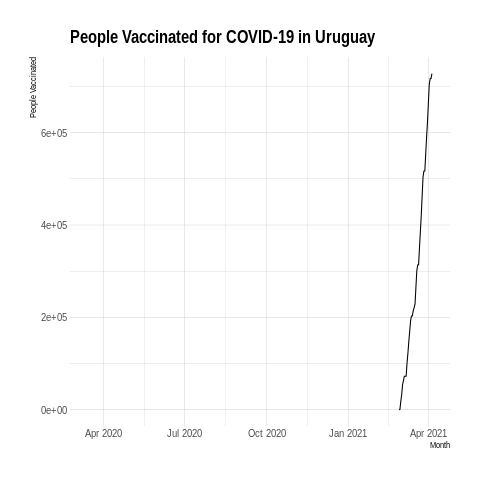 People Vaccinated for COVID-19 in Uruguay
People Vaccinated
6e+05
4e+05
2e+05
0e+00
Apr 2020 Jul 2020 Oct 2020 Jan 2021 Apr 2021
Month